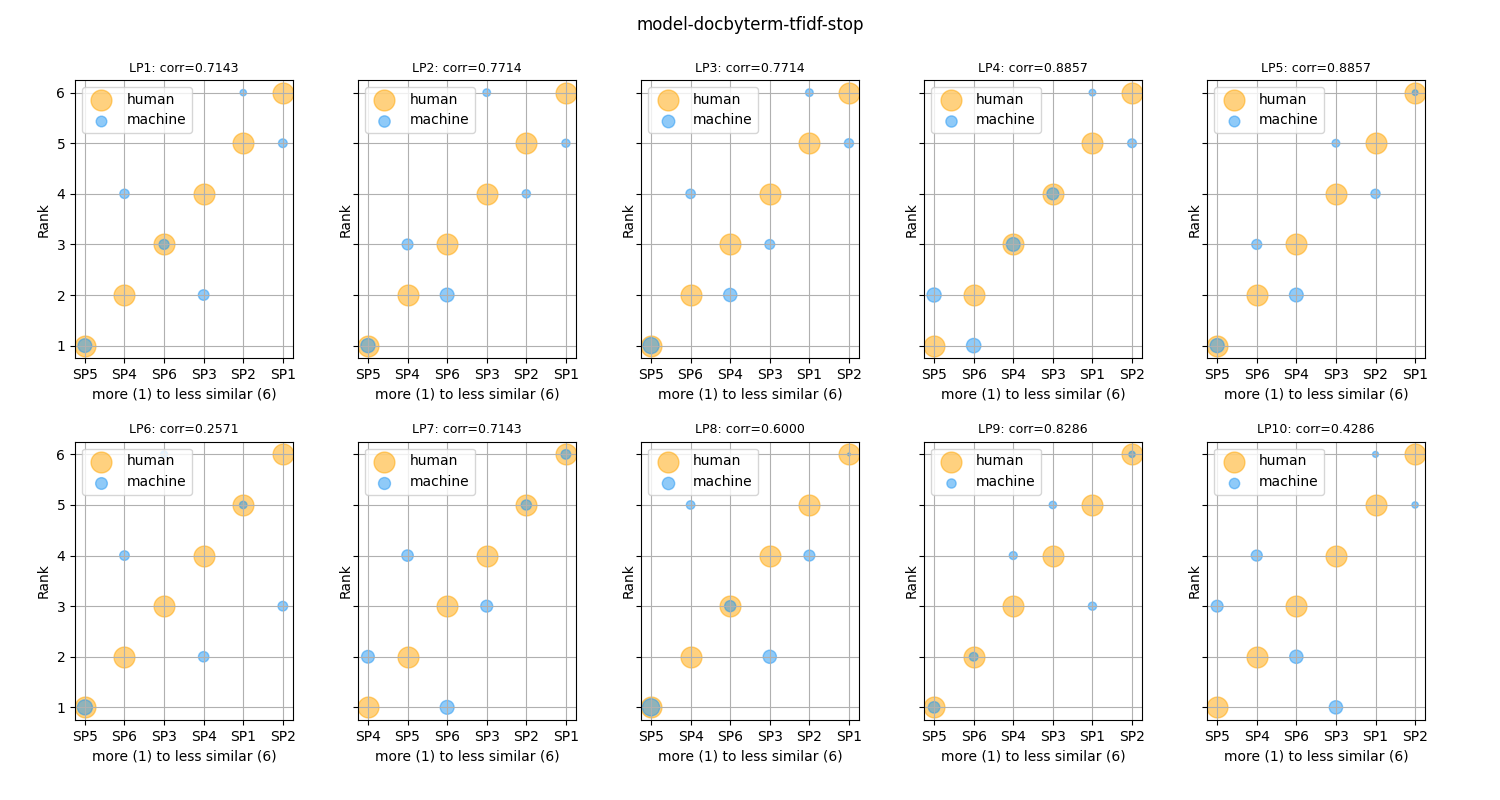 model-docbyterm-tfidf-stop
LP1: corr=0.7143
LP2: corr=0.7714
LP3: corr=0.7714
LP4: corr=0.8857
LP5: corr=0.8857
human
machine
human
machine
human
machine
human
machine
human
machine
6
5
4
3
2
1
Rank
Rank
Rank
Rank
Rank
SP5 SP4 SP6 SP3 SP2 SP1
SP5 SP4 SP6 SP3 SP2 SP1
SP5 SP6 SP4 SP3 SP1 SP2
SP5 SP6 SP4 SP3 SP1 SP2
SP5 SP6 SP4 SP3 SP2 SP1
more (1) to less similar (6)
more (1) to less similar (6)
more (1) to less similar (6)
more (1) to less similar (6)
more (1) to less similar (6)
LP6: corr=0.2571
LP7: corr=0.7143
LP8: corr=0.6000
LP9: corr=0.8286
LP10: corr=0.4286
human
machine
human
machine
human
machine
human
machine
human
machine
6
5
4
3
2
1
Rank
Rank
Rank
Rank
Rank
SP5 SP6 SP3 SP4 SP1 SP2
SP4 SP5 SP6 SP3 SP2 SP1
SP5 SP4 SP6 SP3 SP2 SP1
SP5 SP6 SP4 SP3 SP1 SP2
SP5 SP4 SP6 SP3 SP1 SP2
more (1) to less similar (6)
more (1) to less similar (6)
more (1) to less similar (6)
more (1) to less similar (6)
more (1) to less similar (6)